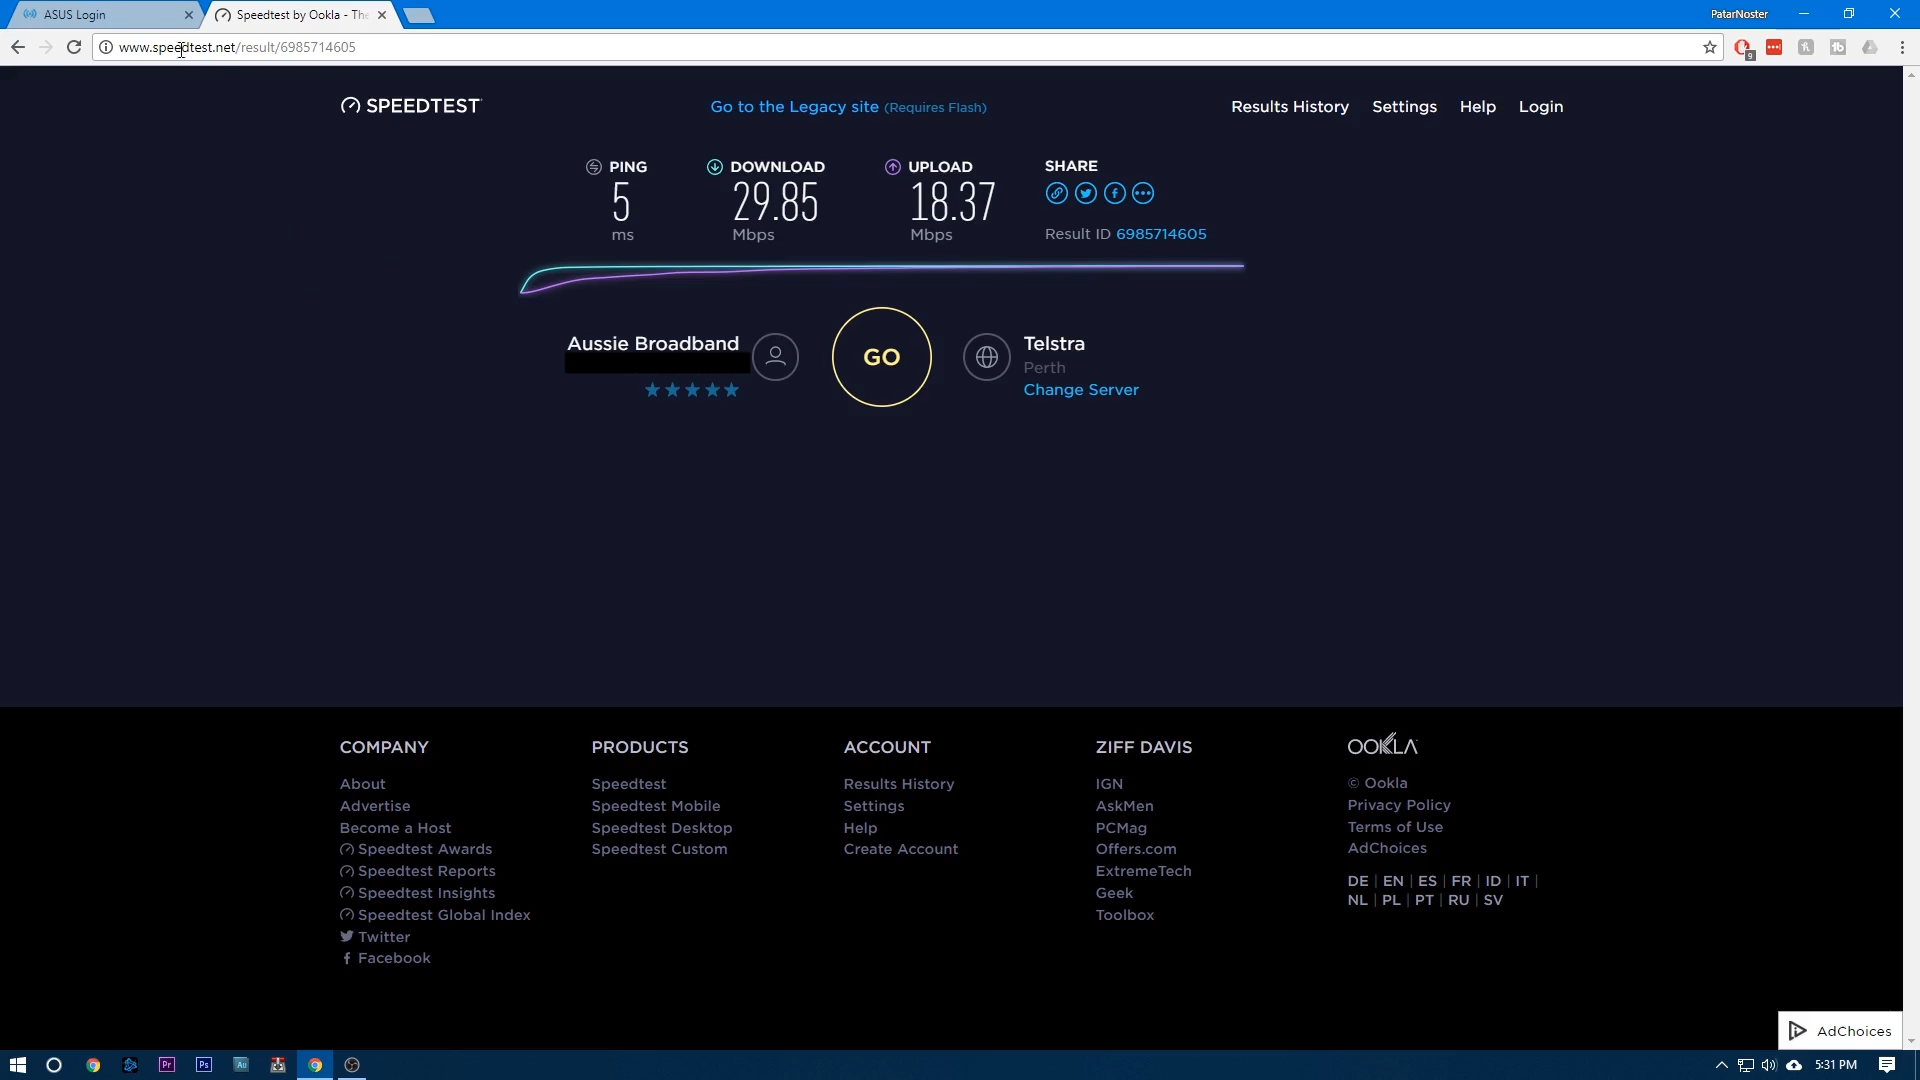 ASUS Login
Speedtest by Ookla - The
PatarNoster
www.speedtest.net/result/6985714605
9
SPEEDTEST
Go to the Legacy site (Requires Flash)
Results History
Settings
Help
Login
PING
5
ms
DOWNLOAD
29.85
Mbps
UPLOAD
18.37
Mbps
SHARE
Result ID 6985714605
Aussie Broadband
GO
Telstra
Perth
Change Server
COMPANY
About
Advertise
Become a Host
Speedtest Awards
Speedtest Reports
Speedtest Insights
Speedtest Global Index
Twitter
Facebook
PRODUCTS
Speedtest
Speedtest Mobile
Speedtest Desktop
Speedtest Custom
ACCOUNT
Results History
Settings
Help
Create Account
ZIFF DAVIS
IGN
AskMen
PCMag
Offers.com
ExtremeTech
Geek
Toolbox
OOKLA
© Ookla
Privacy Policy
Terms of Use
AdChoices
DE | EN | ES | FR | ID | IT |
NL | PL | PT | RU | SV
AdChoices
Pr
Ps
Au
5:31 PM